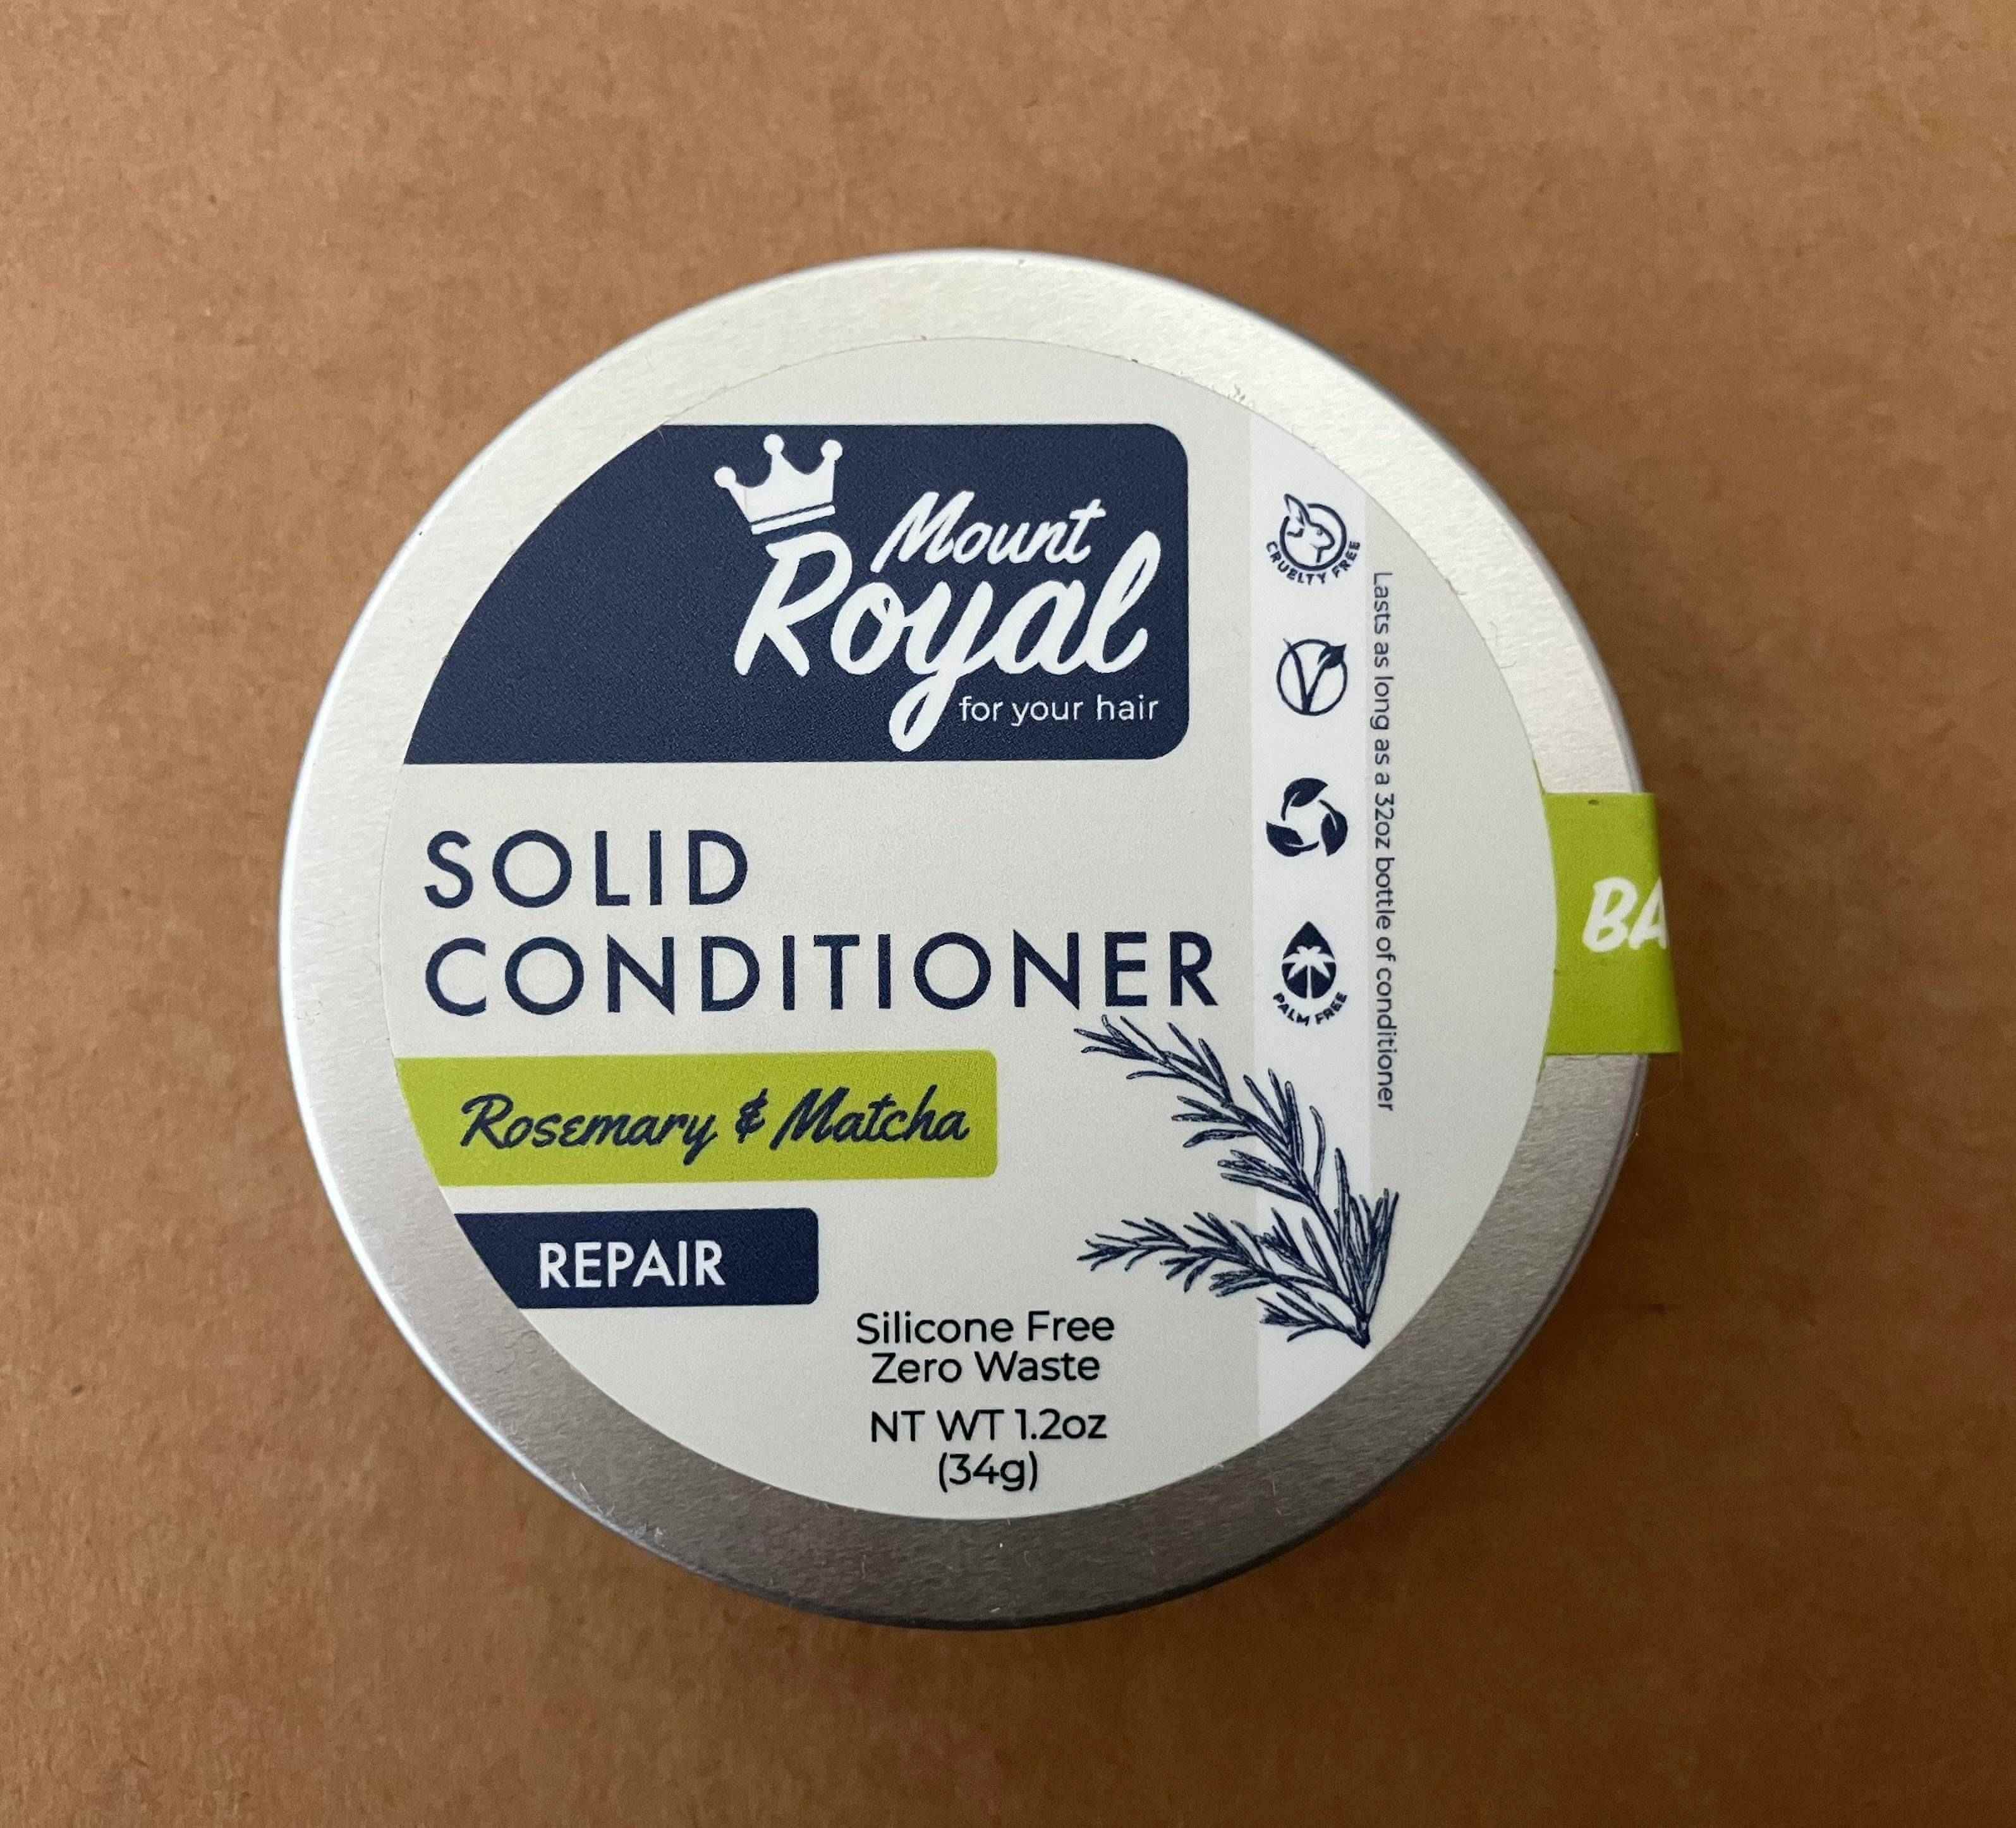 Mount
Royal
for your hair
SOLID
CONDITIONER
Rosemary & Matcha
REPAIR
Silicone Free
Zero Waste
NT WT 1.2oz
(34g)
CRUELTY FREE
PALM FREE
Lasts as long as a 32oz bottle of conditioner
BA